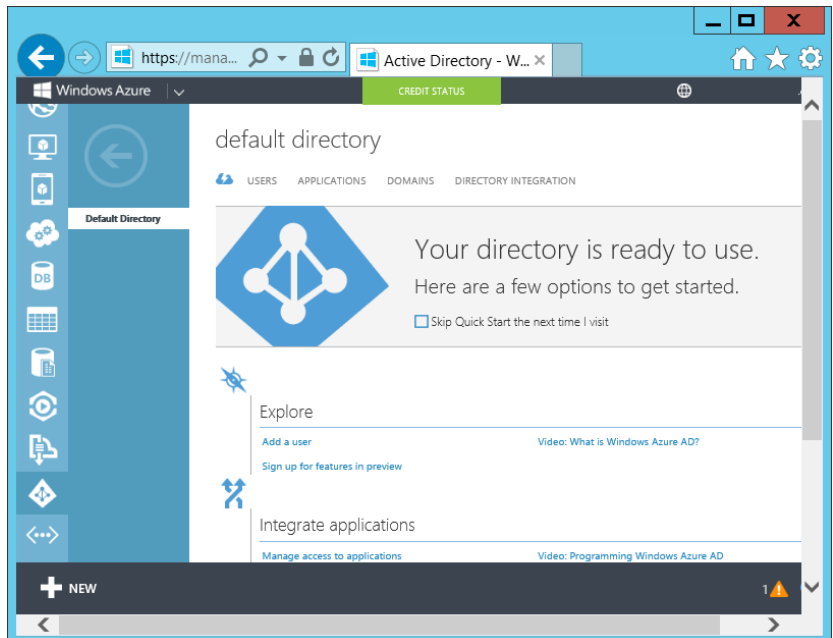 X
https://mana...
Active Directory - W... ×
Windows Azure
CREDIT STATUS
default directory
USERS APPLICATIONS DOMAINS DIRECTORY INTEGRATION
Default Directory
DB
Your directory is ready to use.
Here are a few options to get started.
Skip Quick Start the next time I visit
Explore
Add a user Video: What is Windows Azure AD?
Sign up for features in preview
Integrate applications
Manage access to applications Video: Programming Windows Azure AD
NEW 1